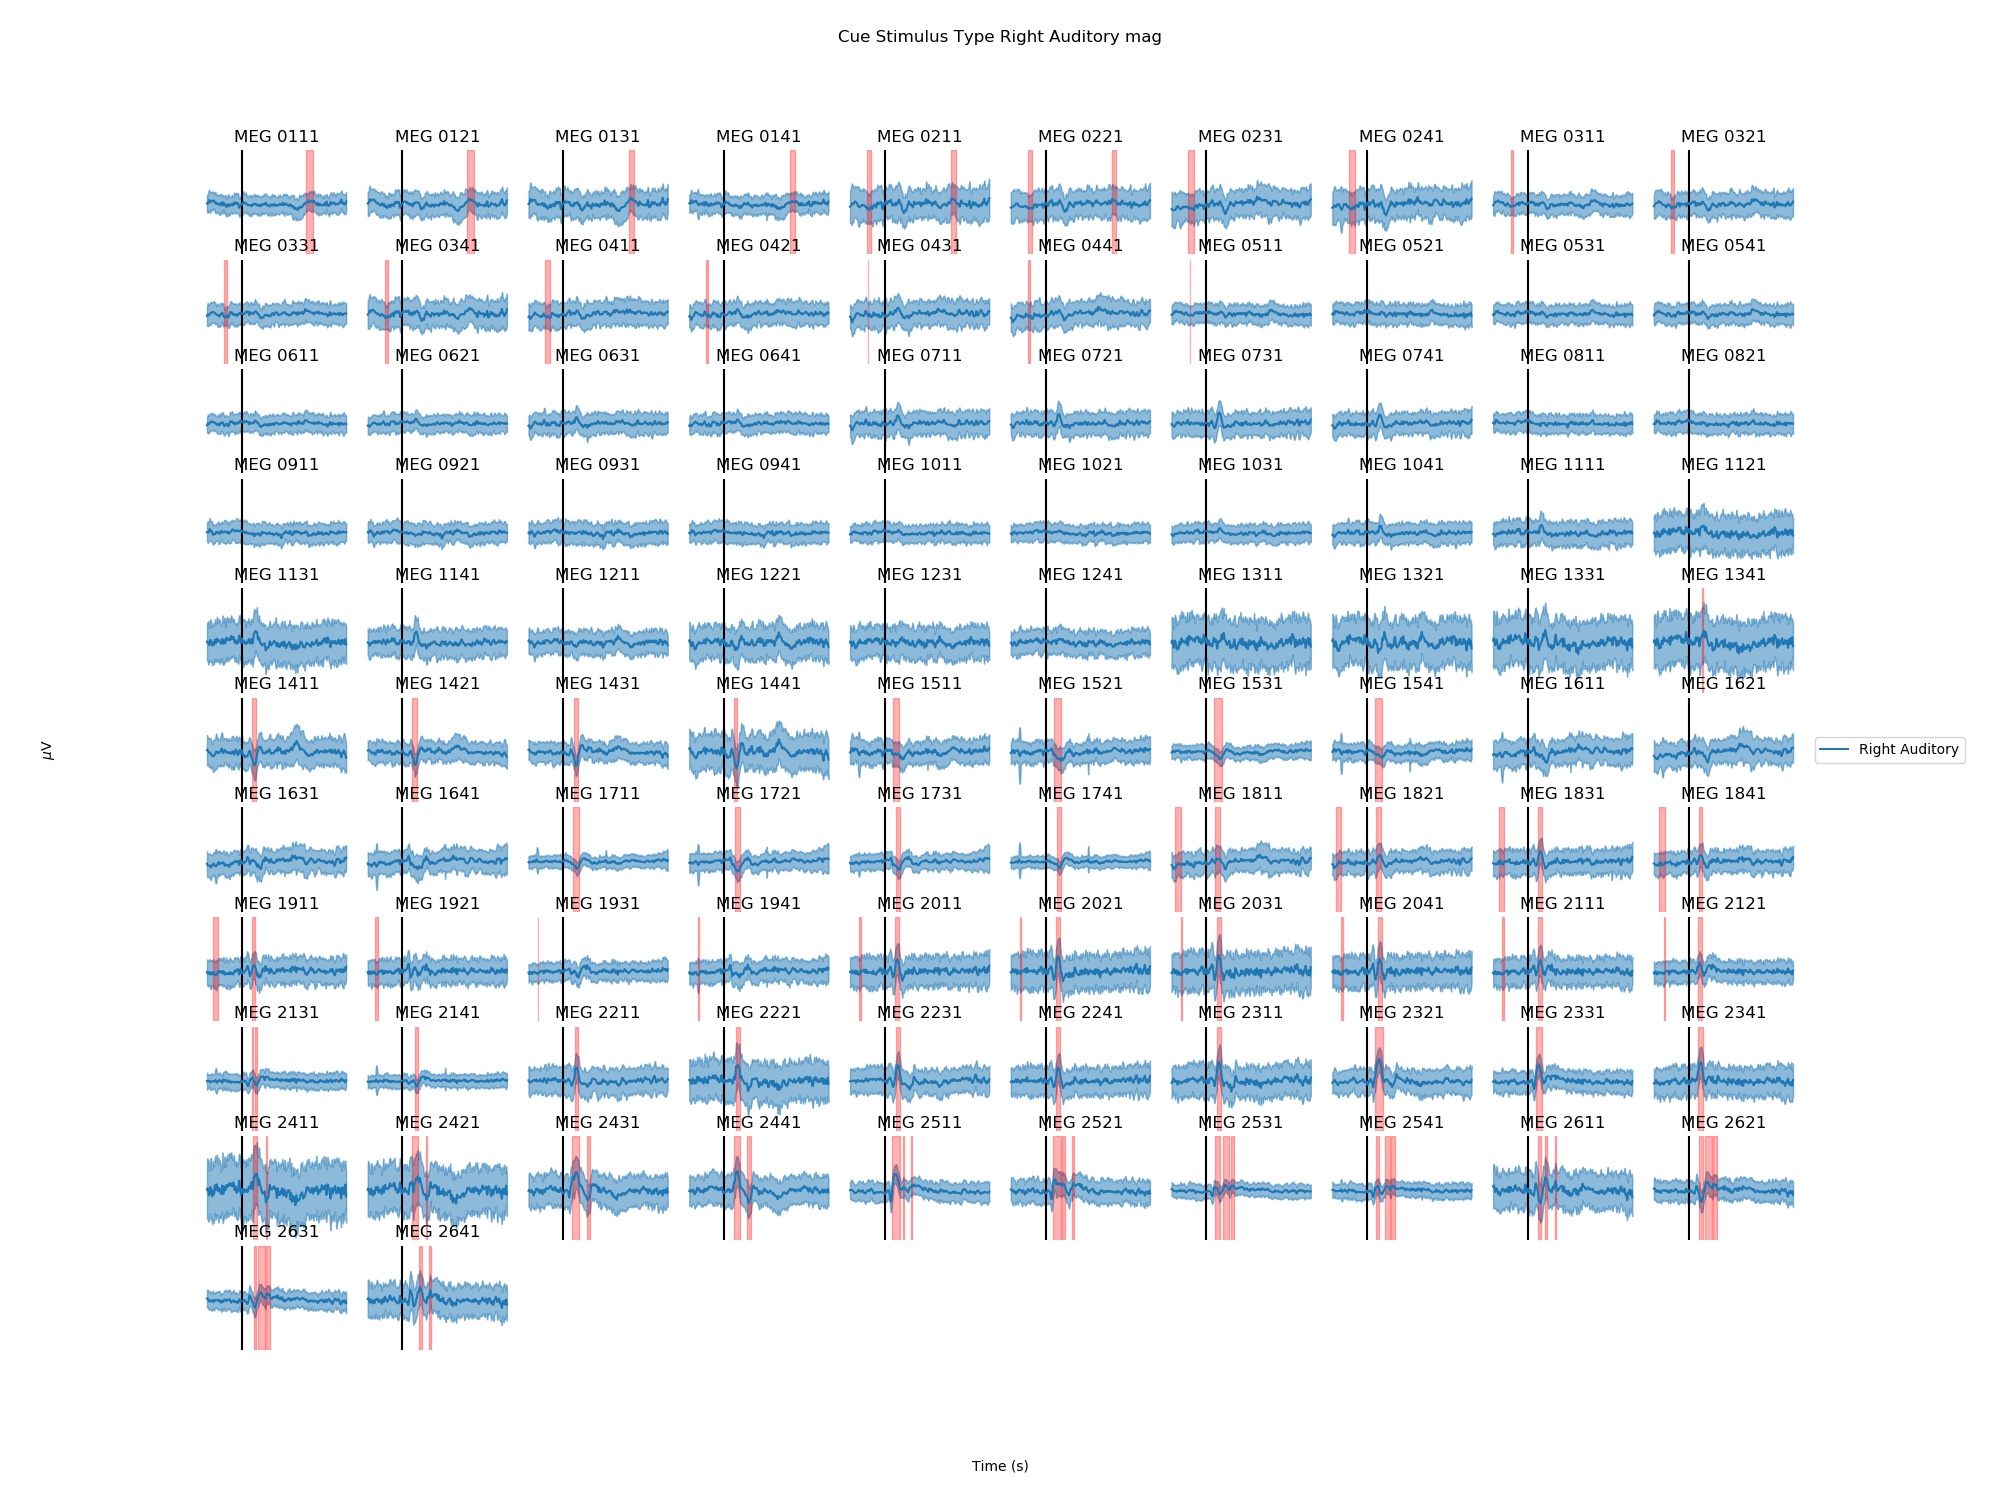 Cue Stimulus Type Right Auditory mag
MEG 0111 MEG 0121 MEG 0131 MEG 0141 MEG 0211 MEG 0221 MEG 0231 MEG 0241 MEG 0311 MEG 0321
MEG 0331 MEG 0341 MEG 0411 MEG 0421 MEG 0431 MEG 0441 MEG 0511 MEG 0521 MEG 0531 MEG 0541
MEG 0611 MEG 0621 MEG 0631 MEG 0641 MEG 0711 MEG 0721 MEG 0731 MEG 0741 MEG 0811 MEG 0821
MEG 0911 MEG 0921 MEG 0931 MEG 0941 MEG 1011 MEG 1021 MEG 1031 MEG 1041 MEG 1111 MEG 1121
MEG 1131 MEG 1141 MEG 1211 MEG 1221 MEG 1231 MEG 1241 MEG 1311 MEG 1321 MEG 1331 MEG 1341
MEG 1411 MEG 1421 MEG 1431 MEG 1441 MEG 1511 MEG 1521 MEG 1531 MEG 1541 MEG 1611 MEG 1621
μV
Right Auditory
MEG 1631 MEG 1641 MEG 1711 MEG 1721 MEG 1731 MEG 1741 MEG 1811 MEG 1821 MEG 1831 MEG 1841
MEG 1911 MEG 1921 MEG 1931 MEG 1941 MEG 2011 MEG 2021 MEG 2031 MEG 2041 MEG 2111 MEG 2121
MEG 2131 MEG 2141 MEG 2211 MEG 2221 MEG 2231 MEG 2241 MEG 2311 MEG 2321 MEG 2331 MEG 2341
MEG 2411 MEG 2421 MEG 2431 MEG 2441 MEG 2511 MEG 2521 MEG 2531 MEG 2541 MEG 2611 MEG 2621
MEG 2631 MEG 2641
Time (s)